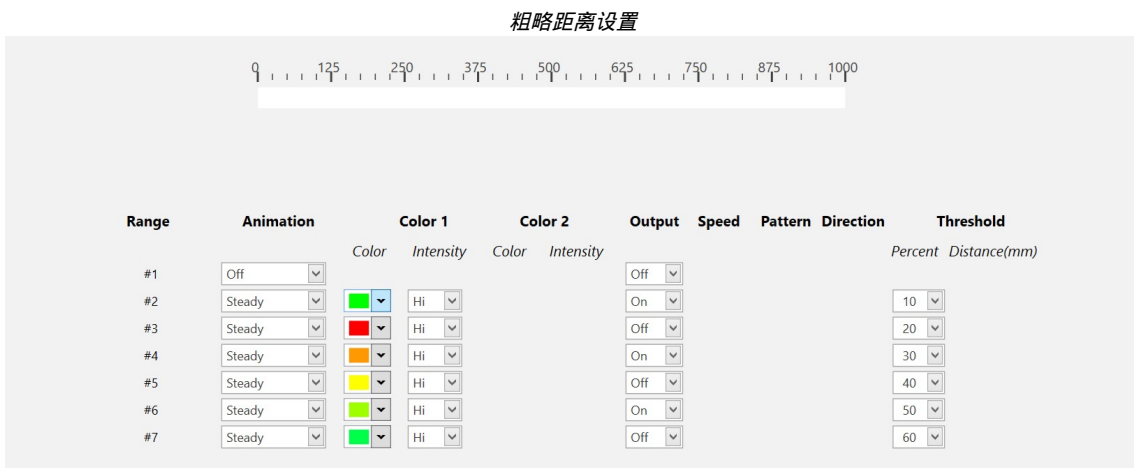 粗略距离设置
0 125 250 375 500 625 750 875 1000
Range Animation Color 1 Color 2 Output Speed Pattern Direction Threshold
Color Intensity Color Intensity Percent Distance(mm)
#1 Off Off
#2 Steady Hi On 10
#3 Steady Hi Off 20
#4 Steady Hi On 30
#5 Steady Hi Off 40
#6 Steady Hi On 50
#7 Steady Hi Off 60